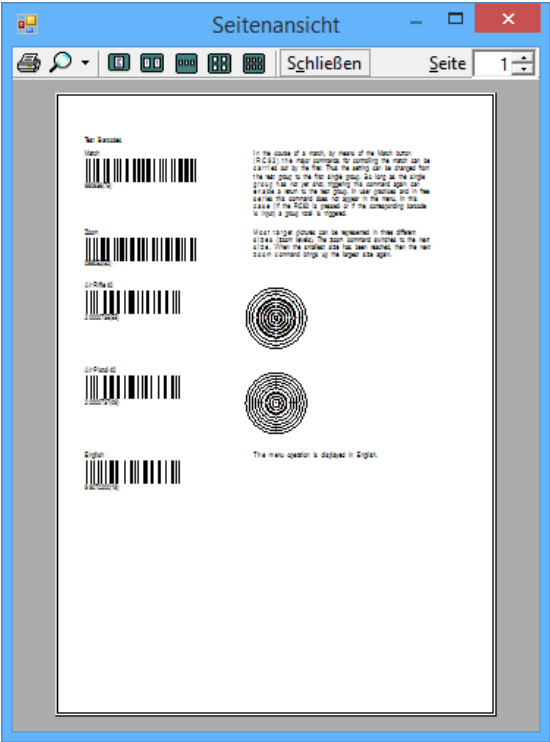 Seitenansicht
Schließen
Seite 1
Test Barcodes
Match
In the course of a match, by means of the Match button
(RC82) the major commands for controlling the match can be
carried out by the first. Thus the setting can be changed from
the test group to the first single group. So long as the single
group has not yet shot, triggering this command again can
enable a return to the test group. In user practices and in free
series this command does not appear in the menu. In this
case (if the RC82 is pressed or if the corresponding barcode
is input) a group total is triggered.
Zoom
Most target pictures can be represented in three different
sizes (zoom levels). The zoom command switches to the next
size. When the smallest size has been reached, then the next
zoom command brings up the largest size again.
Air Rifle
Air Pistol
English
The menu operation is displayed in English.